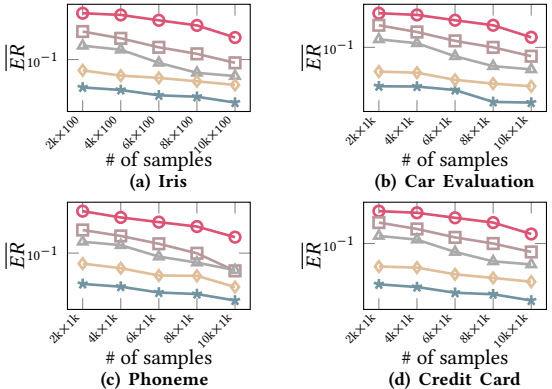 ER 10⁻¹
2k×100 4k×100 6k×100 8k×100 10k×100
# of samples
(a) Iris
ER 10⁻¹
2k×1k 4k×1k 6k×1k 8k×1k 10k×1k
# of samples
(b) Car Evaluation
ER 10⁻¹
2k×1k 4k×1k 6k×1k 8k×1k 10k×1k
# of samples
(c) Phoneme
ER 10⁻¹
2k×1k 4k×1k 6k×1k 8k×1k 10k×1k
# of samples
(d) Credit Card